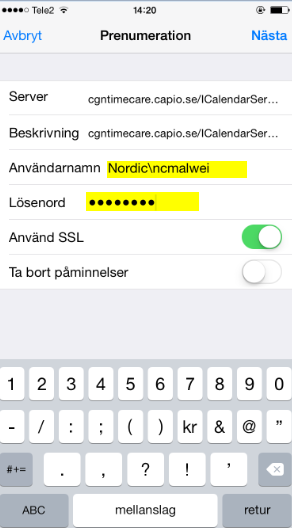 Tele2 14:20
Avbryt Prenumeration Nästa
Server cgntimecare.capio.se/ICalendarSer...
Beskrivning cgntimecare.capio.se/ICalendarSer...
Användarnamn Nordic\ncmalwei
Lösenord ●●●●●●●●
Använd SSL
Ta bort påminnelser
1 2 3 4 5 6 7 8 9 0
- / : ; ( ) kr & @ ”
#+= . , ? ! ’
ABC mellanslag retur